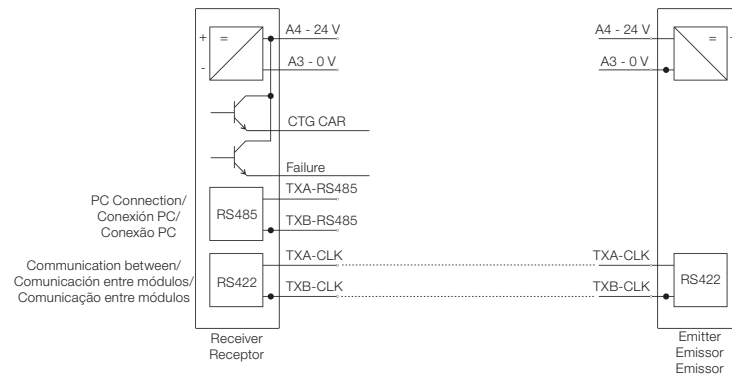 A4 - 24 V
+
=
-
A3 - 0 V
CTG CAR
Failure
PC Connection/
Conexión PC/
Conexão PC
RS485
TXA-RS485
TXB-RS485
Communication between/
Comunicación entre módulos/
Comunicação entre módulos
RS422
TXA-CLK
TXB-CLK
Receiver
Receptor
A4 - 24 V
=
A3 - 0 V
TXA-CLK
TXB-CLK
RS422
Emitter
Emissor
Emissor